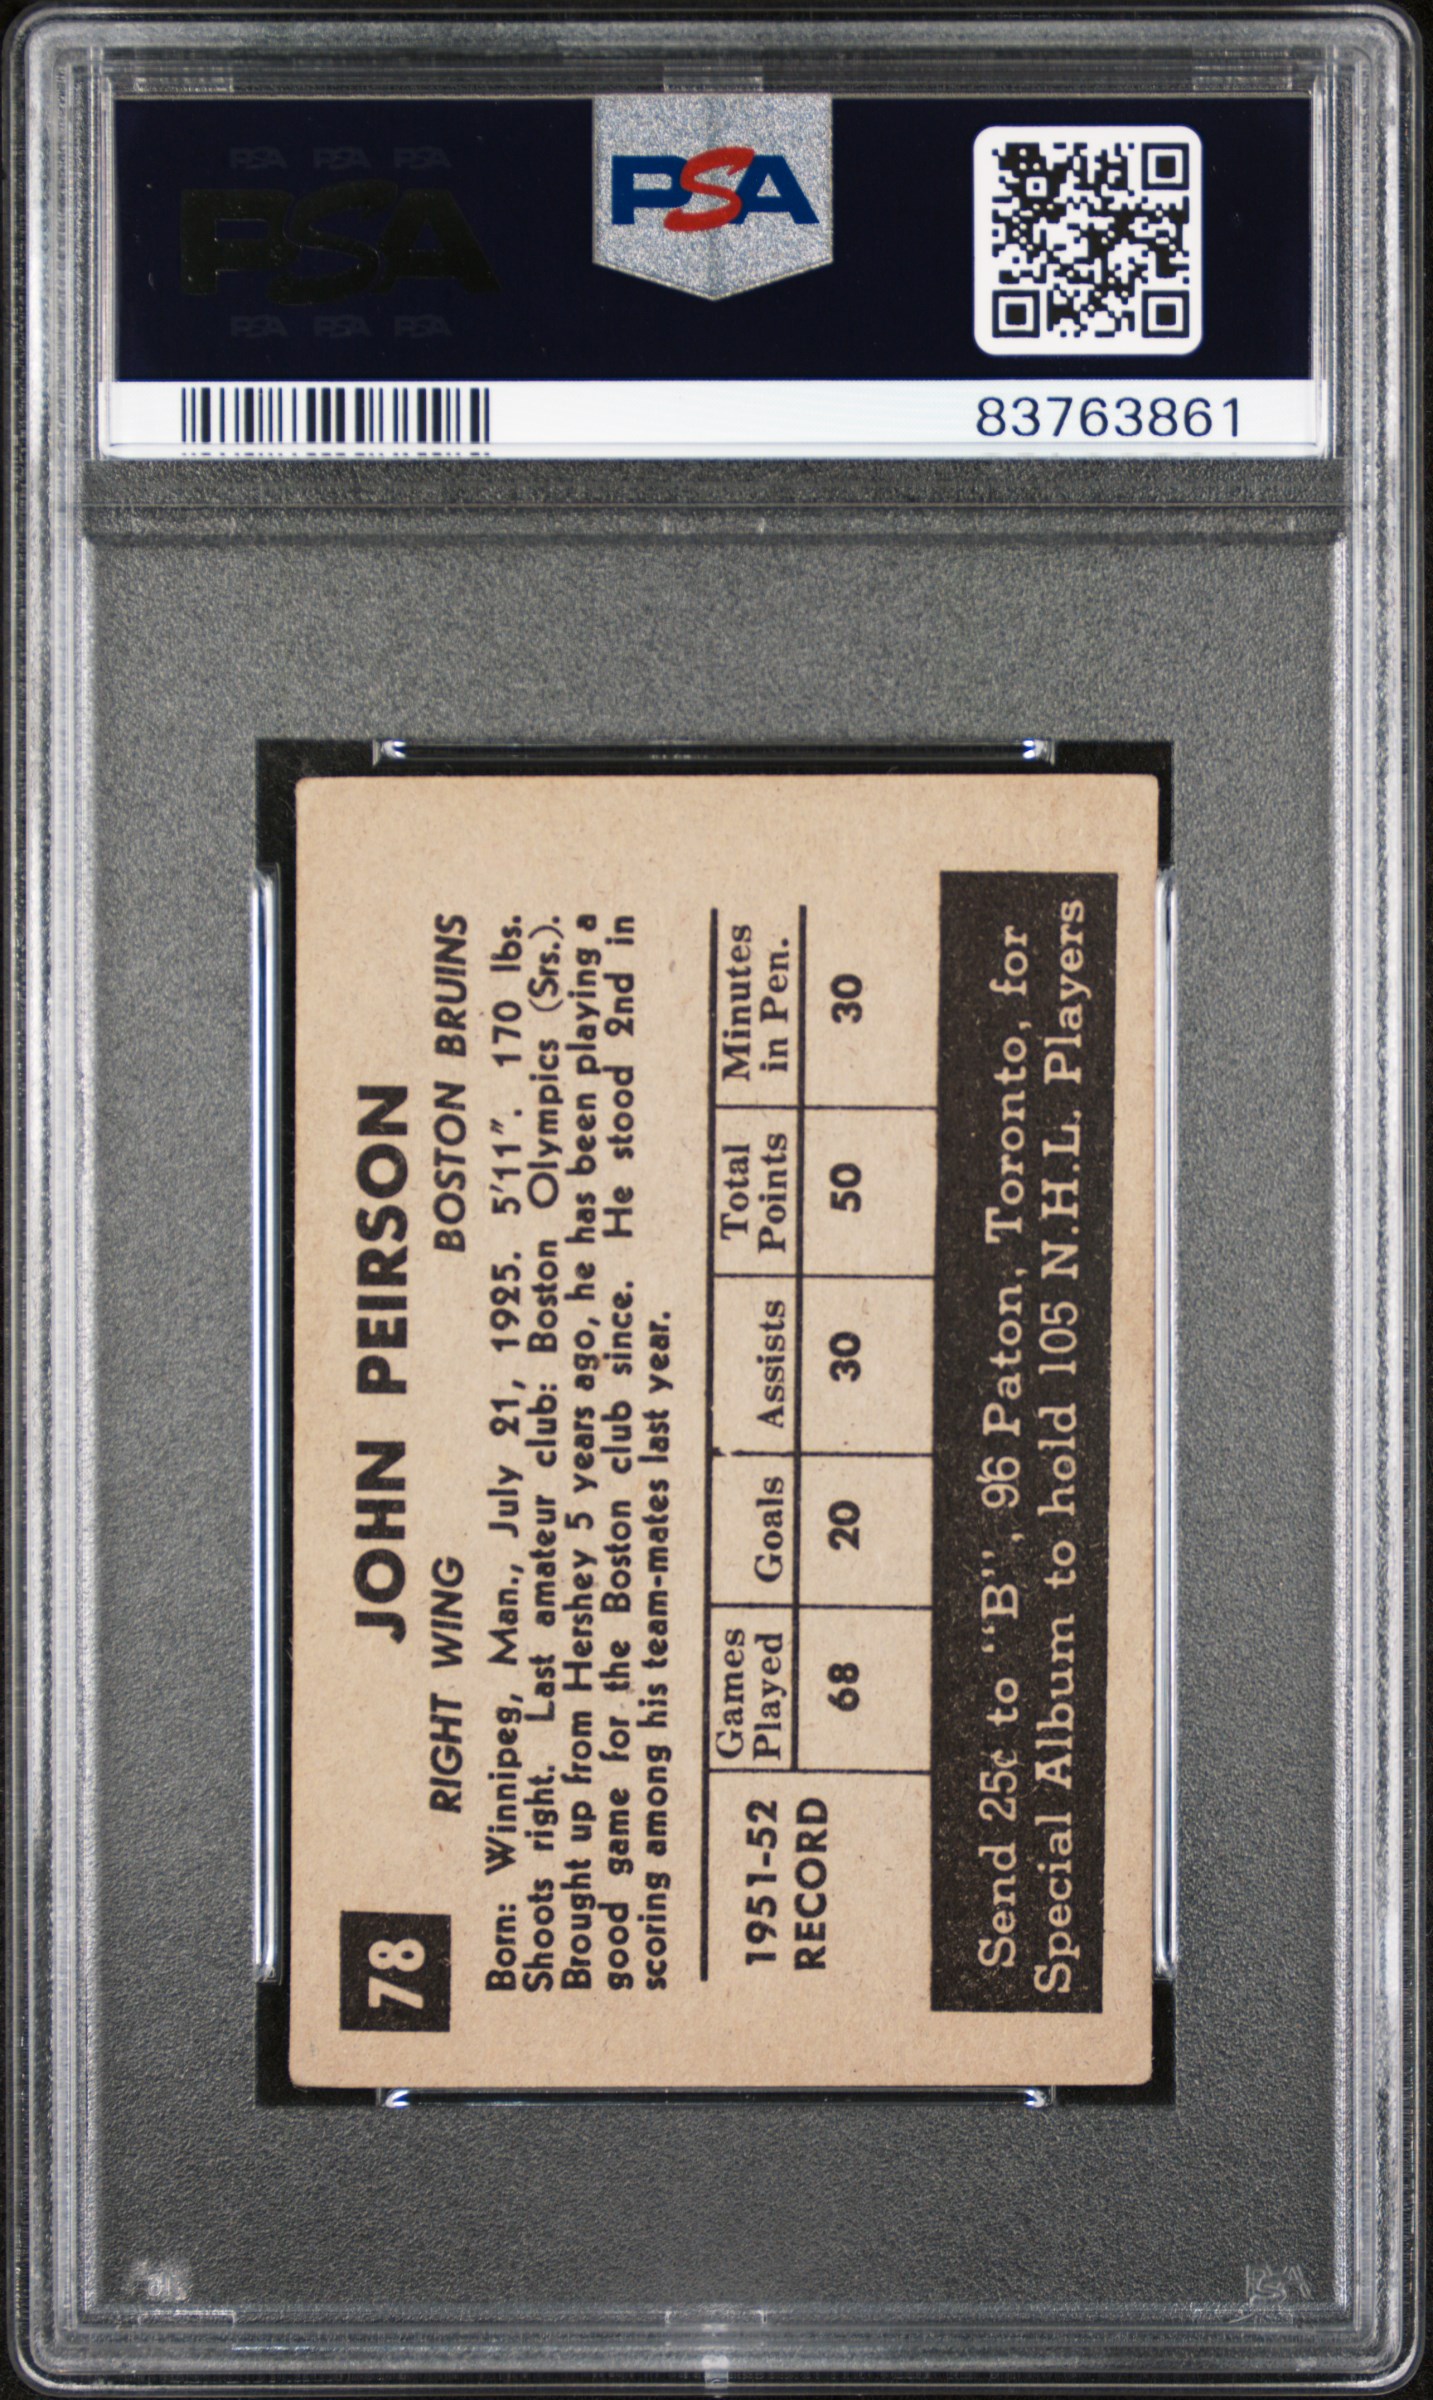 PSA PSA PSA
PSA
PSA PSA PSA
PSA
83763861
78
JOHN PEIRSON
RIGHT WING BOSTON BRUINS
Born: Winnipeg, Man., July 21, 1925. 5'11". 170 lbs.
Shoots right. Last amateur club: Boston Olympics (Srs.).
Brought up from Hershey 5 years ago, he has been playing a
good game for the Boston club since. He stood 2nd in
scoring among his team-mates last year.
1951-52 RECORD
Games Played Goals Assists Total Points Minutes in Pen.
68 20 30 50 30
Send 25¢ to "B", 96 Paton, Toronto, for
Special Album to hold 105 N.H.L. Players
PSA